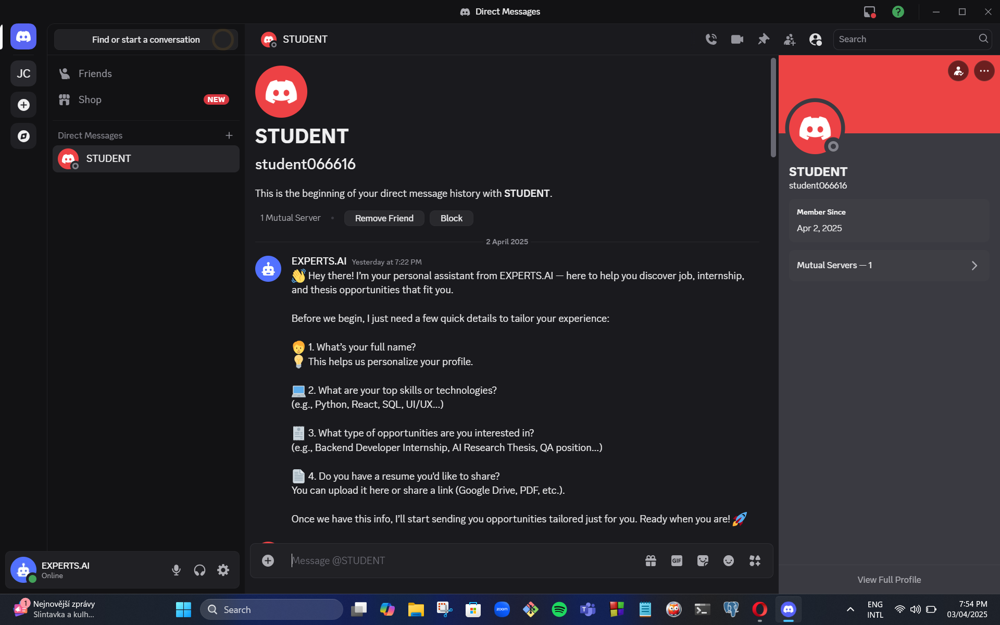 Direct Messages
Find or start a conversation
STUDENT
Search
JC
Friends
Shop
NEW
Direct Messages
STUDENT
STUDENT
student066616
This is the beginning of your direct message history with STUDENT.
1 Mutual Server
Remove Friend
Block
2 April 2025
EXPERTS.AI Yesterday at 7:22 PM
👋 Hey there! I'm your personal assistant from EXPERTS.AI — here to help you discover job, internship,
and thesis opportunities that fit you.
Before we begin, I just need a few quick details to tailor your experience:
1. What's your full name?
💡 This helps us personalize your profile.
💻 2. What are your top skills or technologies?
(e.g., Python, React, SQL, UI/UX...)
🧾 3. What type of opportunities are you interested in?
(e.g., Backend Developer Internship, AI Research Thesis, QA position...)
📄 4. Do you have a resume you'd like to share?
You can upload it here or share a link (Google Drive, PDF, etc.).
Once we have this info, I'll start sending you opportunities tailored just for you. Ready when you are! 🚀
Message @STUDENT
GIF
STUDENT
student066616
Member Since
Apr 2, 2025
Mutual Servers — 1
View Full Profile
EXPERTS.AI
Online
1
Nejnovější zprávy
Slintavka a kulh...
Search
zoom
ENG
INTL
7:54 PM
03/04/2025